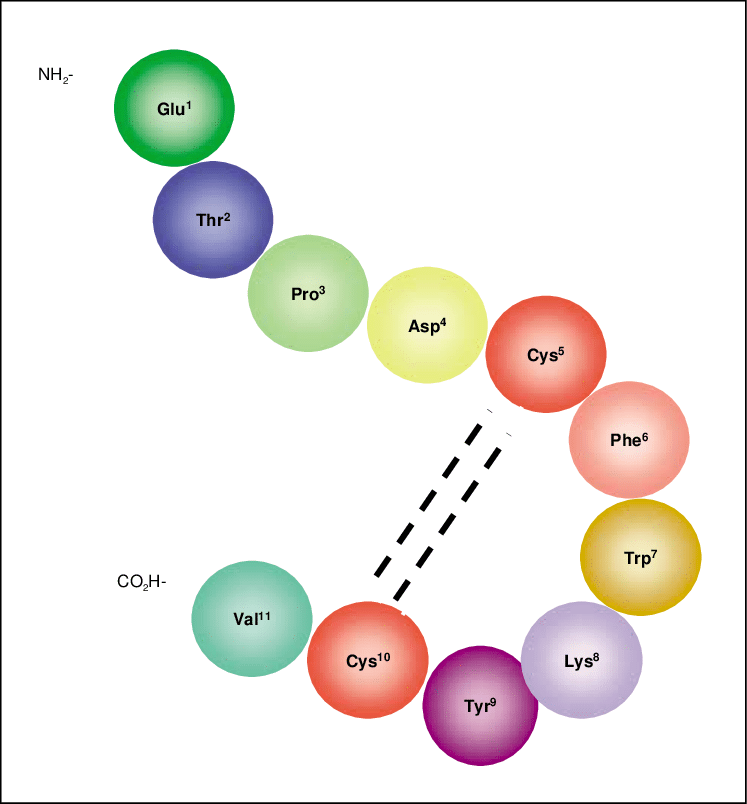 NH₂-
Glu¹
Thr²
Pro³
Asp⁴
Cys⁵
Phe⁶
Trp⁷
Lys⁸
Tyr⁹
Cys¹⁰
Val¹¹
CO₂H-